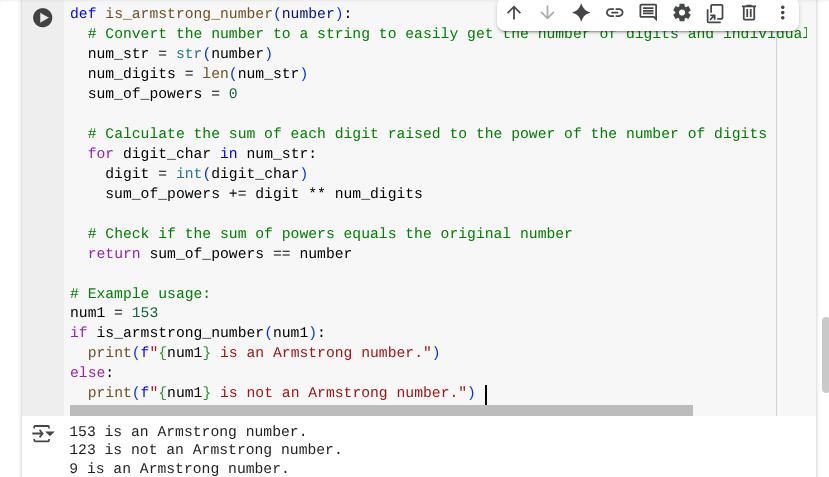 def is_armstrong_number(number):
  # Convert the number to a string to easily get the number of digits and individual
  num_str = str(number)
  num_digits = len(num_str)
  sum_of_powers = 0
  # Calculate the sum of each digit raised to the power of the number of digits
  for digit_char in num_str:
    digit = int(digit_char)
    sum_of_powers += digit ** num_digits
  # Check if the sum of powers equals the original number
  return sum_of_powers == number
# Example usage:
num1 = 153
if is_armstrong_number(num1):
  print(f"{num1} is an Armstrong number.")
else:
  print(f"{num1} is not an Armstrong number.")
153 is an Armstrong number.
123 is not an Armstrong number.
9 is an Armstrong number.